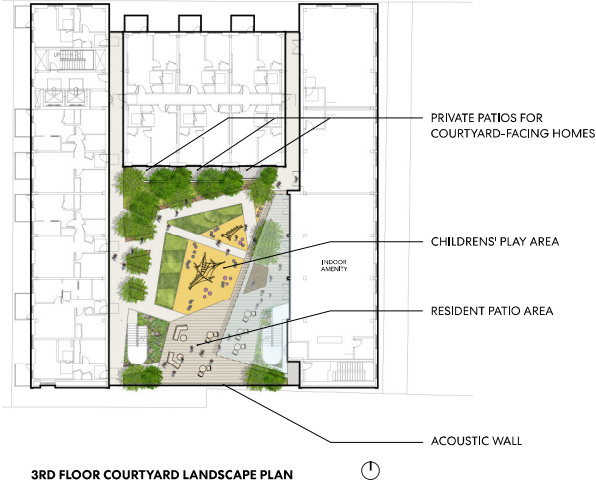 UP
PRIVATE PATIOS FOR
COURTYARD-FACING HOMES
CHILDRENS' PLAY AREA
INDOOR
AMENITY
RESIDENT PATIO AREA
ACOUSTIC WALL
3RD FLOOR COURTYARD LANDSCAPE PLAN